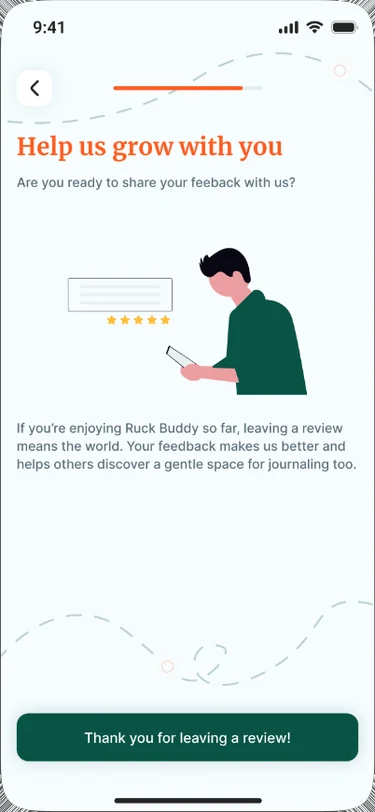 9:41
Help us grow with you
Are you ready to share your feeback with us?
If you’re enjoying Ruck Buddy so far, leaving a review
means the world. Your feedback makes us better and
helps others discover a gentle space for journaling too.
Thank you for leaving a review!